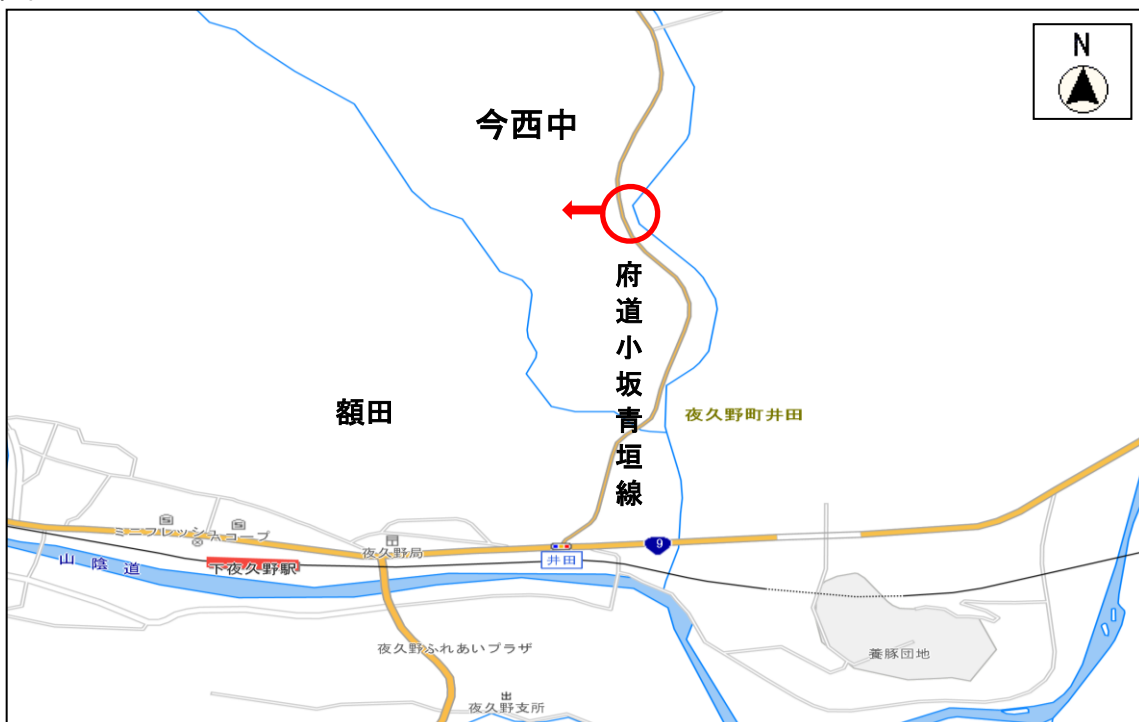 N
今西中
府道小坂青垣線
額田
夜久野町井田
ミニフレッシュ
Aコープ
夜久野局
9
井田
山陰道
下夜久野駅
夜久野ふれあいプラザ
養豚団地
夜久野支所